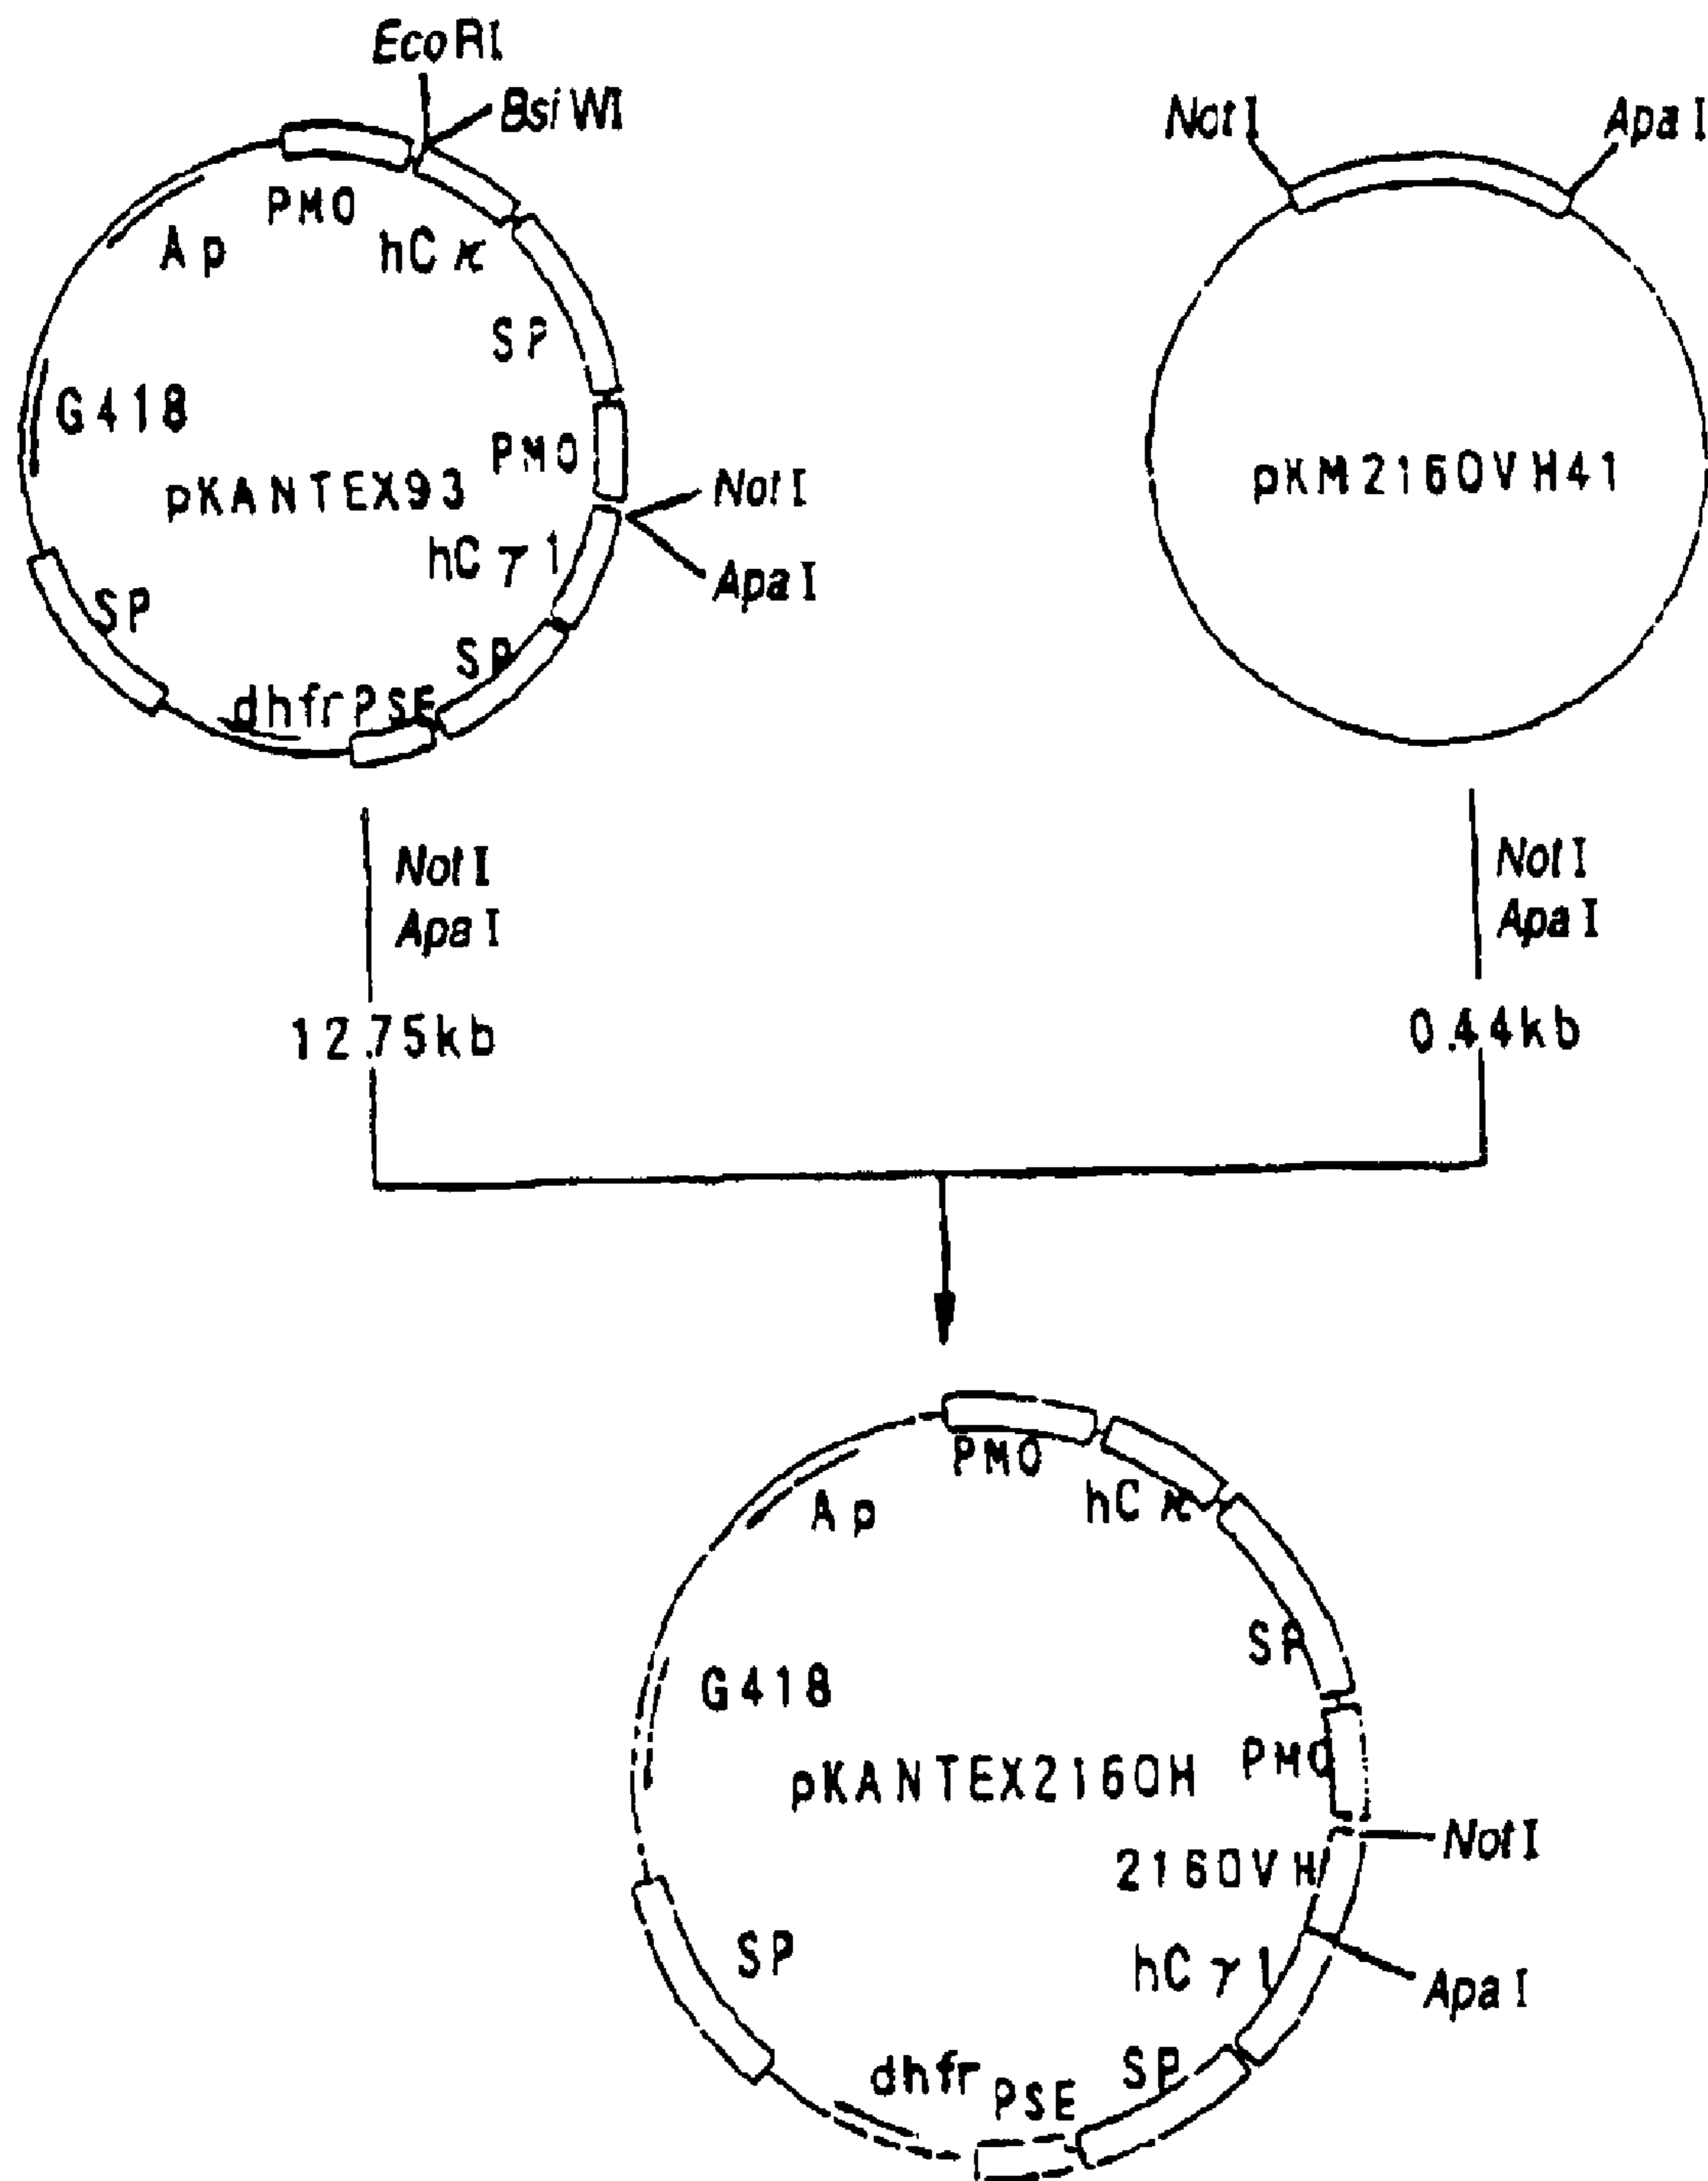 EcoRI
BsiWI
PMO
hCκ
Ap
SP
G418
PMO
pKANTEX93
NotI
hCγ1
ApaI
SP
SP
dhfr
PSE
NotI
ApaI
pKM2160VH41
NotI
ApaI
12.75kb
NotI
ApaI
0.44kb
PMO
hCκ
Ap
SP
G418
PMO
pKANTEX2160H
NotI
2160VH
SP
hCγ1
ApaI
dhfr
PSE
SP